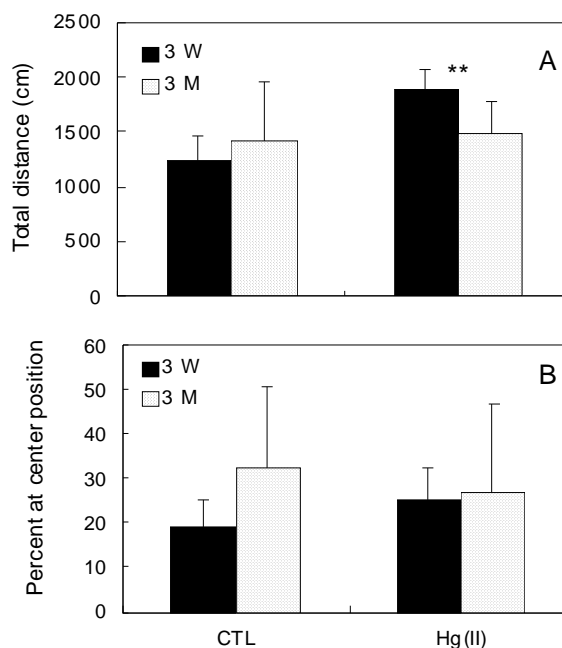 Total distance (cm)
2500
2000
1500
1000
500
0
3 W
3 M
**
A
Percent at center position
60
50
40
30
20
10
0
3 W
3 M
B
CTL
Hg(II)